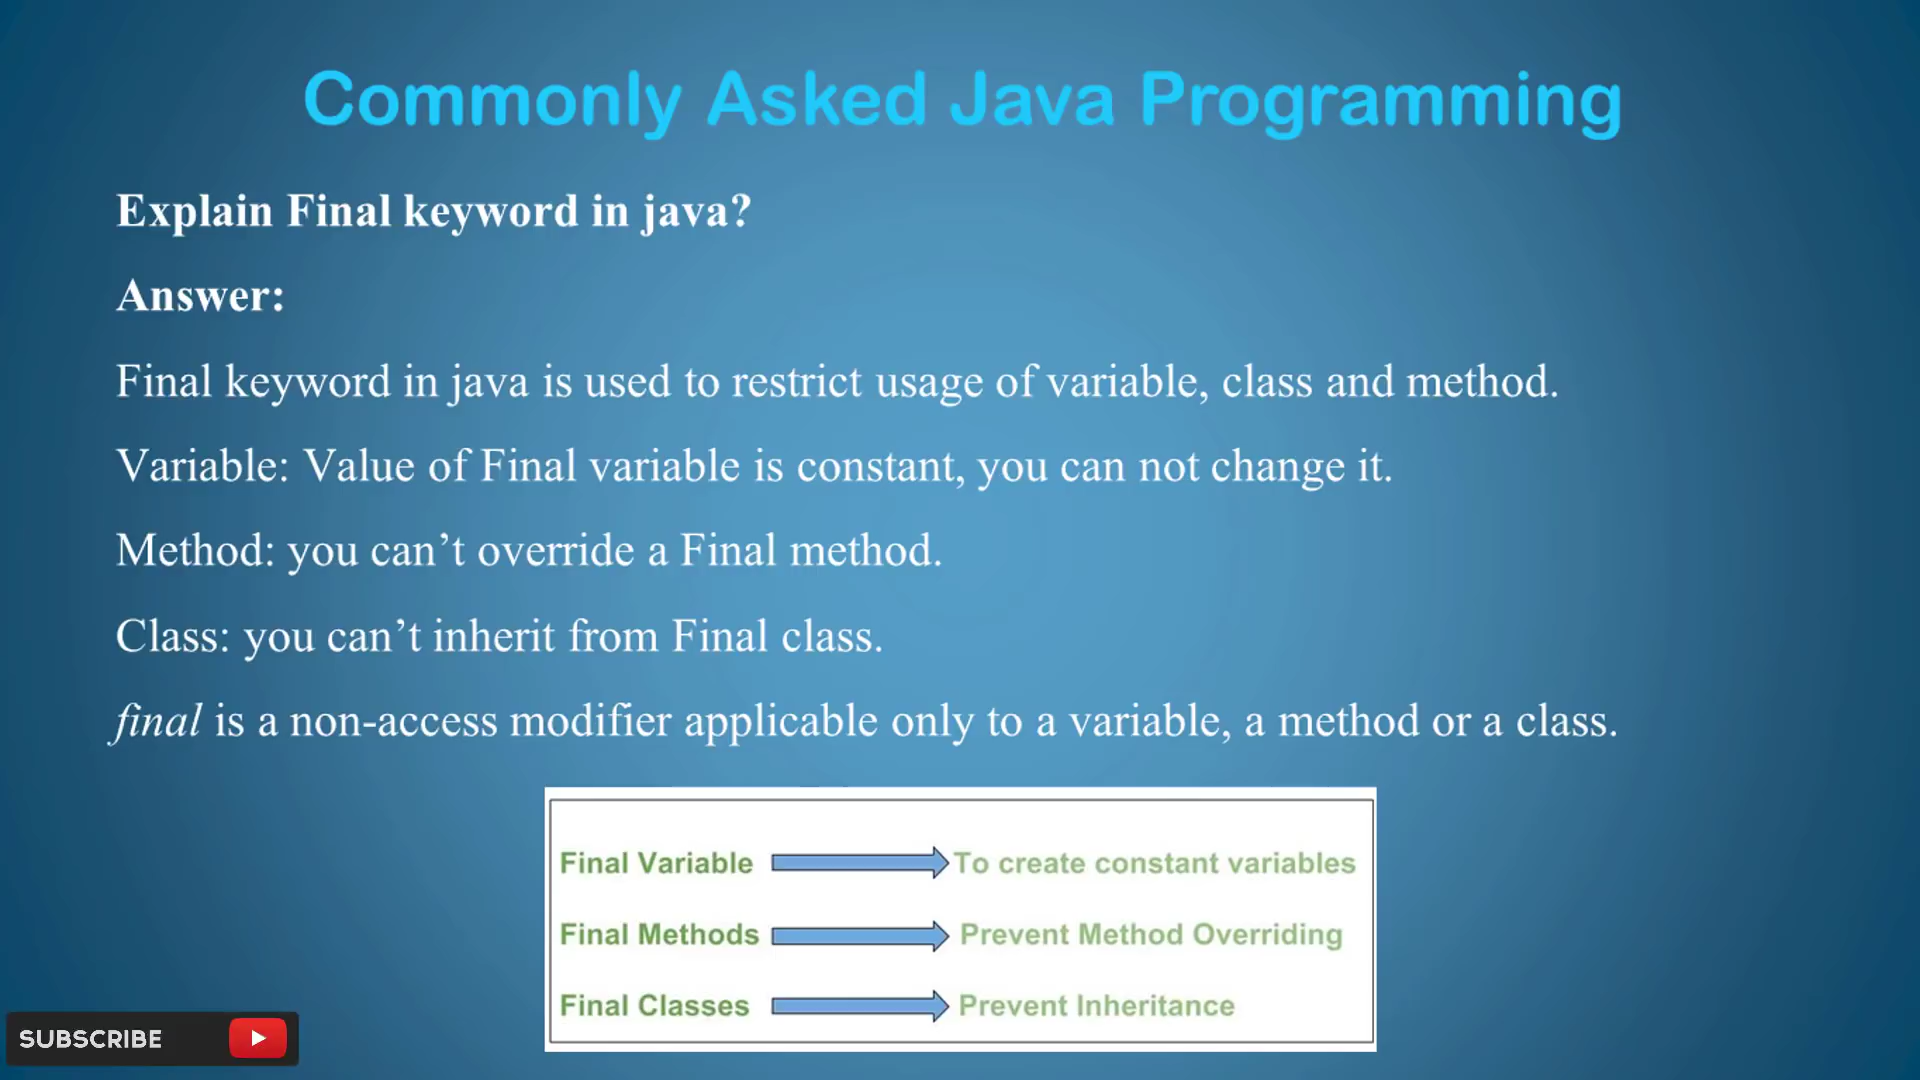 Commonly Asked Java Programming
Explain Final keyword in java?
Answer:
Final keyword in java is used to restrict usage of variable, class and method.
Variable: Value of Final variable is constant, you can not change it.
Method: you can’t override a Final method.
Class: you can’t inherit from Final class.
final is a non-access modifier applicable only to a variable, a method or a class.
Final Variable To create constant variables
Final Methods Prevent Method Overriding
Final Classes Prevent Inheritance
SUBSCRIBE